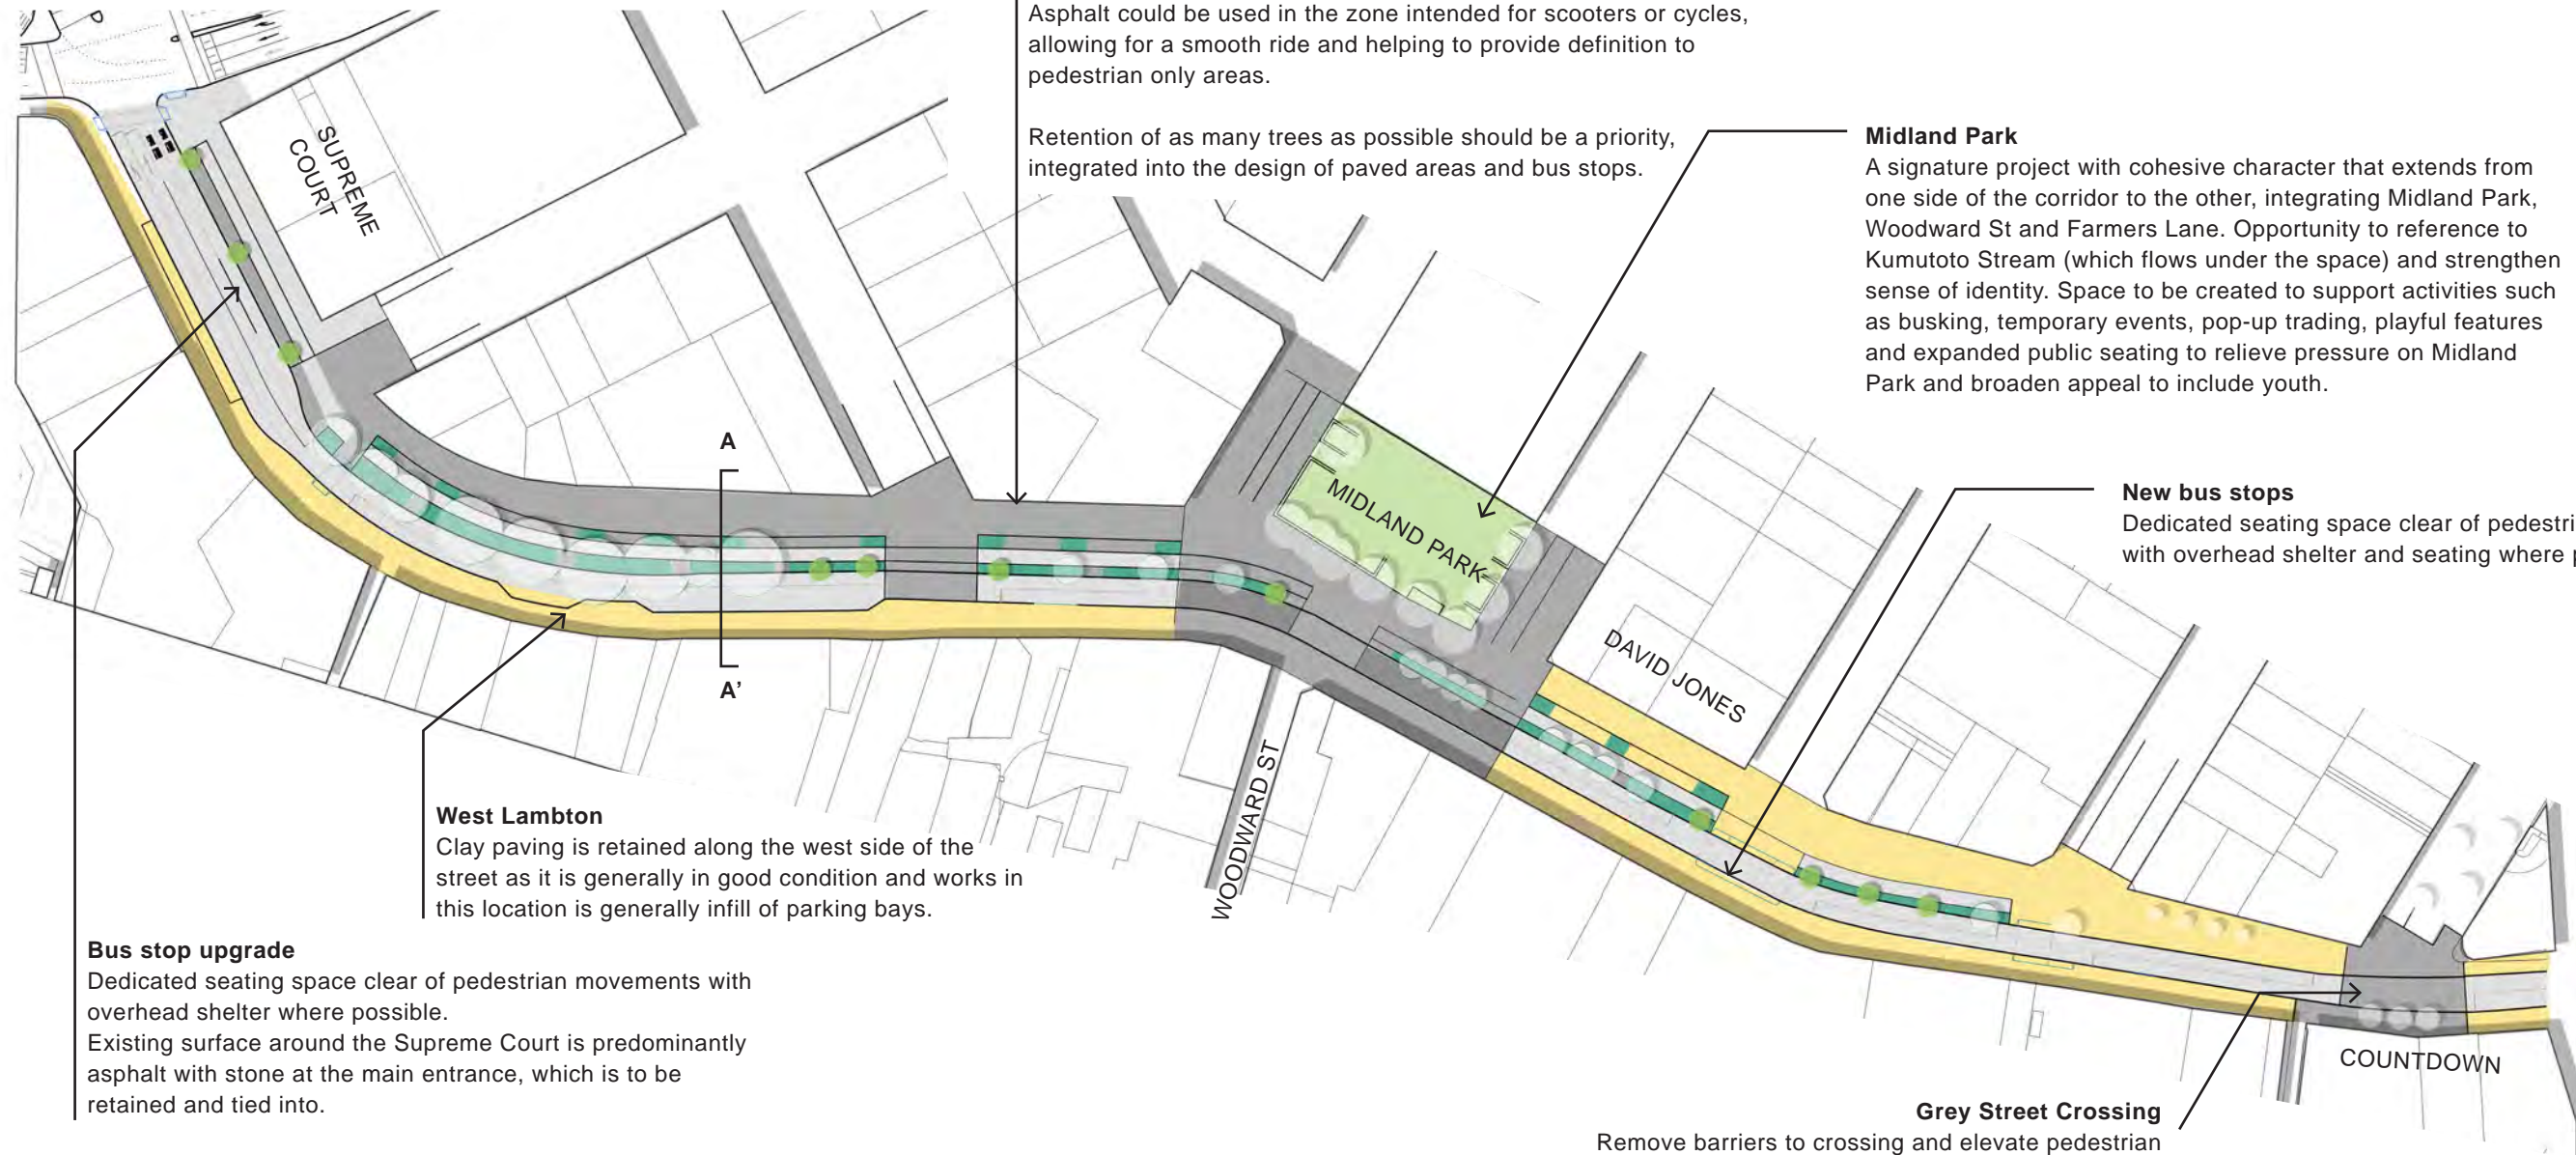 Asphalt could be used in the zone intended for scooters or cycles,
allowing for a smooth ride and helping to provide definition to
pedestrian only areas.
Retention of as many trees as possible should be a priority,
integrated into the design of paved areas and bus stops.
Midland Park
A signature project with cohesive character that extends from
one side of the corridor to the other, integrating Midland Park,
Woodward St and Farmers Lane. Opportunity to reference to
Kumutoto Stream (which flows under the space) and strengthen
sense of identity. Space to be created to support activities such
as busking, temporary events, pop-up trading, playful features
and expanded public seating to relieve pressure on Midland
Park and broaden appeal to include youth.
SUPREME
COURT
A
A'
MIDLAND PARK
New bus stops
Dedicated seating space clear of
with overhead shelter and seating where
DAVID JONES
WOODWARD ST
West Lambton
Clay paving is retained along the west side of the
street as it is generally in good condition and works in
this location is generally infill of parking bays.
Bus stop upgrade
Dedicated seating space clear of pedestrian movements with
overhead shelter where possible.
Existing surface around the Supreme Court is predominantly
asphalt with stone at the main entrance, which is to be
retained and tied into.
COUNTDOWN
Grey Street Crossing
Remove barriers to crossing and elevate pedestrian